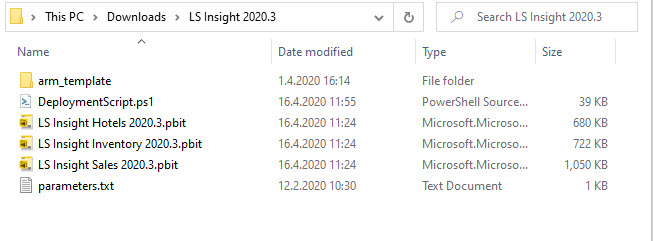 This PC > Downloads > LS Insight 2020.3 Search LS Insight 2020.3
Name Date modified Type Size
arm_template 1.4.2020 16:14 File folder
DeploymentScript.ps1 16.4.2020 11:55 PowerShell Source... 39 KB
LS Insight Hotels 2020.3.pbit 16.4.2020 11:24 Microsoft.Microso... 680 KB
LS Insight Inventory 2020.3.pbit 16.4.2020 11:24 Microsoft.Microso... 722 KB
LS Insight Sales 2020.3.pbit 16.4.2020 11:24 Microsoft.Microso... 1,050 KB
parameters.txt 12.2.2020 10:30 Text Document 1 KB